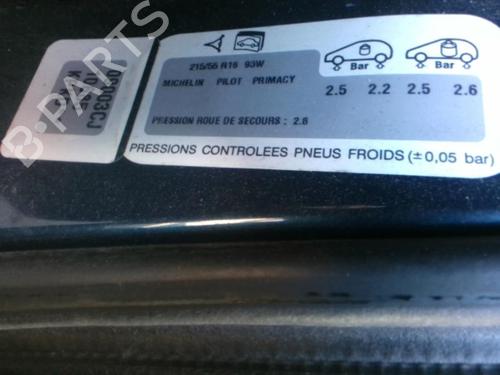 Bar Bar
215/55 R16 93W
MICHELIN PILOT PRIMACY 2.5 2.2 2.5 2.6
PRESSION ROUE DE SECOURS : 2.6
PRESSIONS CONTROLEES PNEUS FROIDS (± 0,05 bar)
B-PARTS